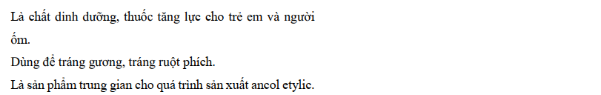 Là chất dinh dưỡng, thuốc tăng lực cho trẻ em và người
ốm.
Dùng để tráng gương, tráng ruột phích.
Là sản phẩm trung gian cho quá trình sản xuất ancol etylic.